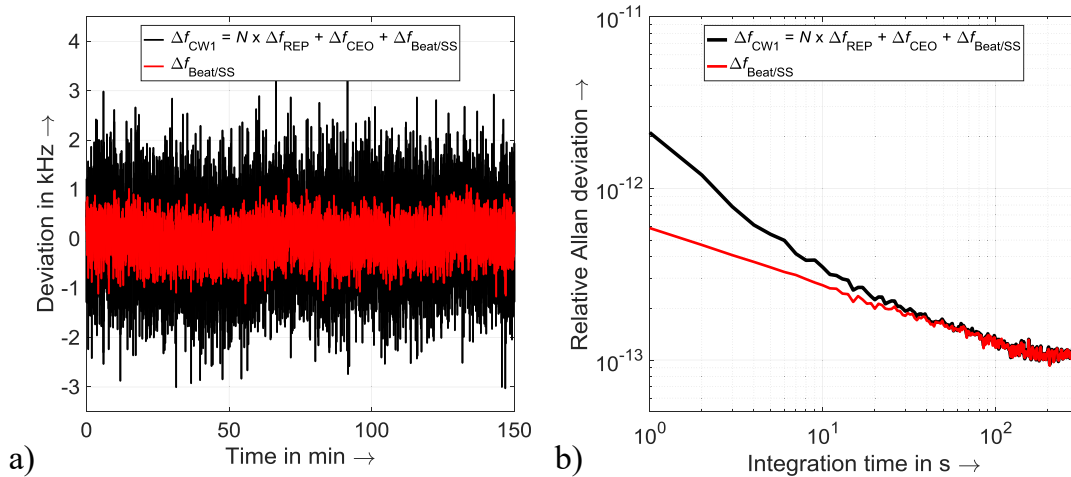 4
3
2
1
0
-1
-2
-3
Deviation in kHz →
Δf_CW1 = N x Δf_REP + Δf_CEO + Δf_Beat/SS
Δf_Beat/SS
0
50
100
150
Time in min →
a)
10^-11
10^-12
10^-13
Relative Allan deviation →
Δf_CW1 = N x Δf_REP + Δf_CEO + Δf_Beat/SS
Δf_Beat/SS
10^0
10^1
10^2
Integration time in s →
b)